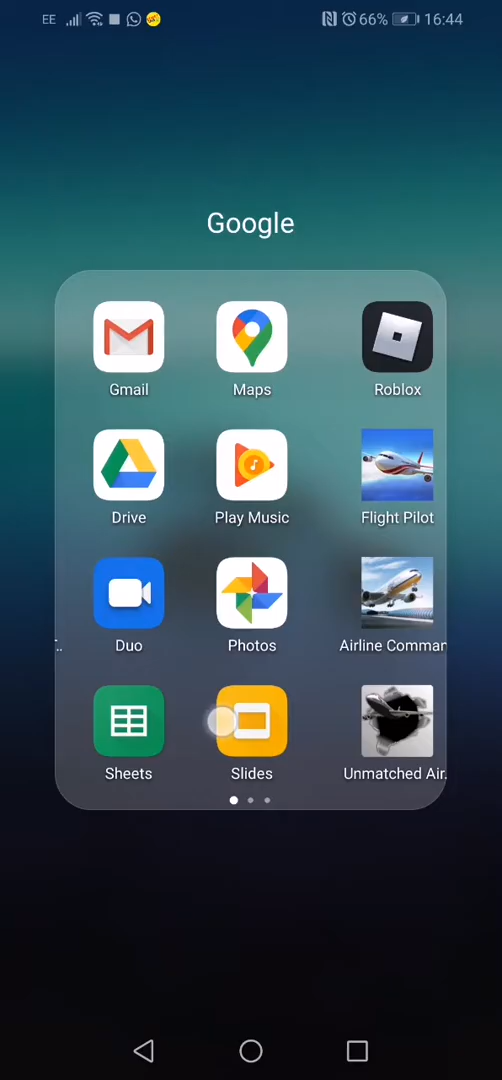 EE 66% 16:44
Google
Gmail Maps Roblox
Drive Play Music Flight Pilot
Duo Photos Airline Comman
Sheets Slides Unmatched Air.